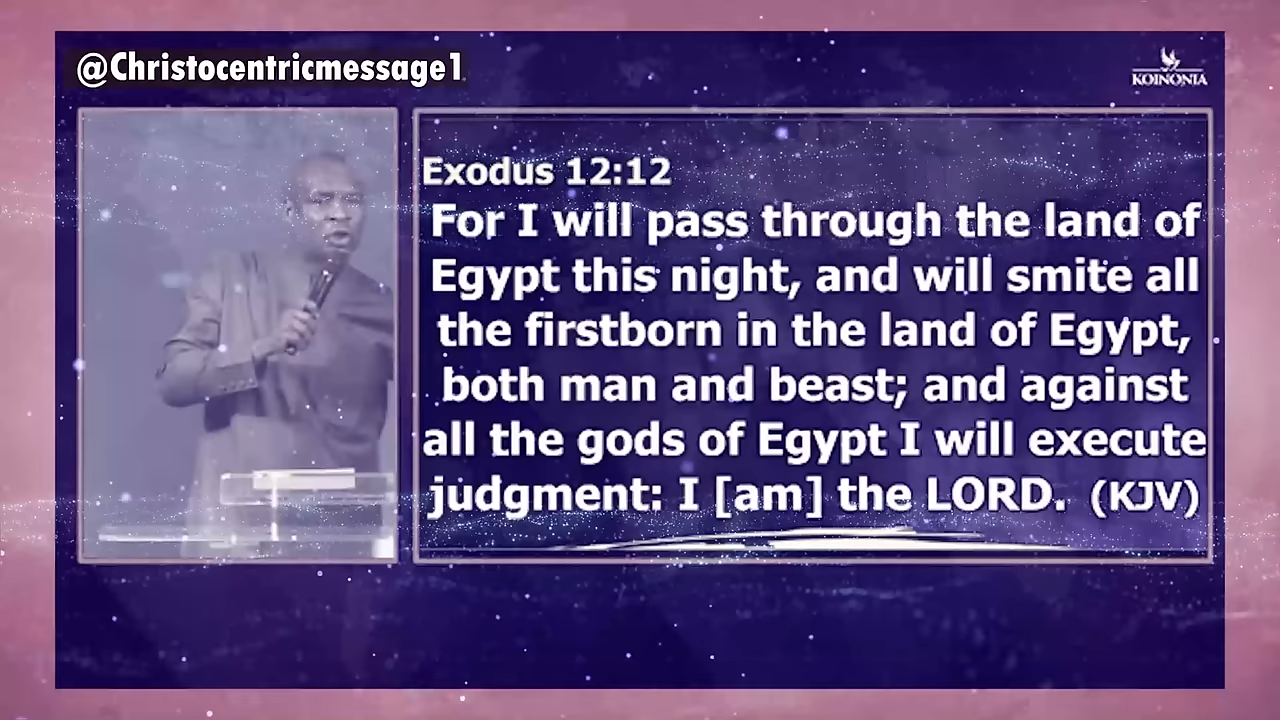 @Christocentricmessage1
KOINONIA
Exodus 12:12
For I will pass through the land of
Egypt this night, and will smite all
the firstborn in the land of Egypt,
both man and beast; and against
all the gods of Egypt I will execute
judgment: I [am] the LORD. (KJV)